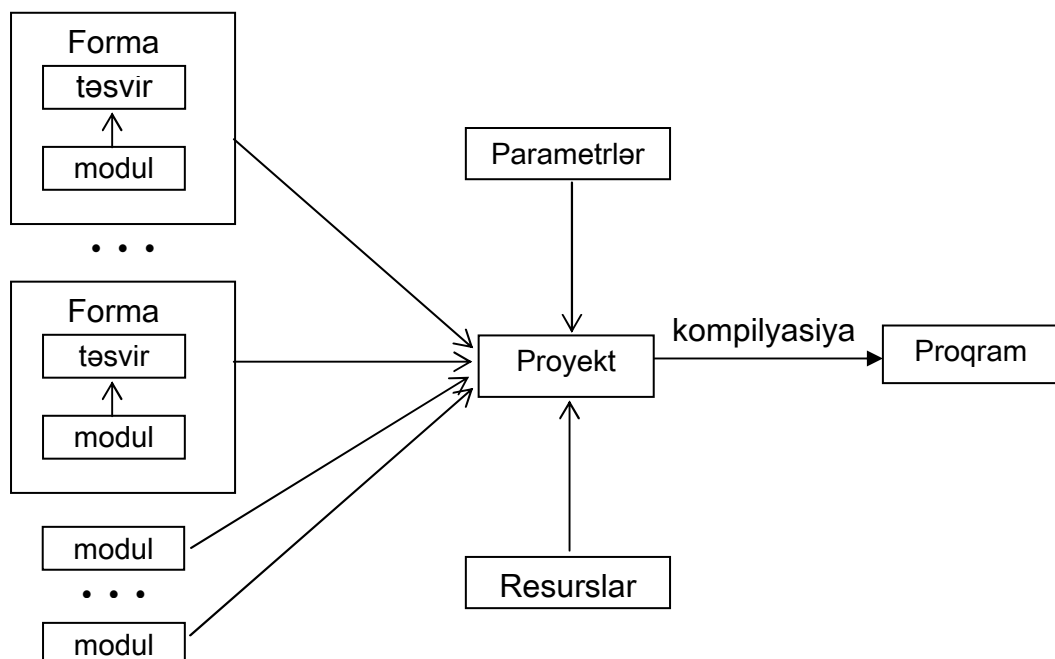 Forma
təsvir
modul
• • •
Forma
təsvir
modul
modul
• • •
modul
Parametrlər
Proyekt
Resurslar
kompilyasiya
Proqram